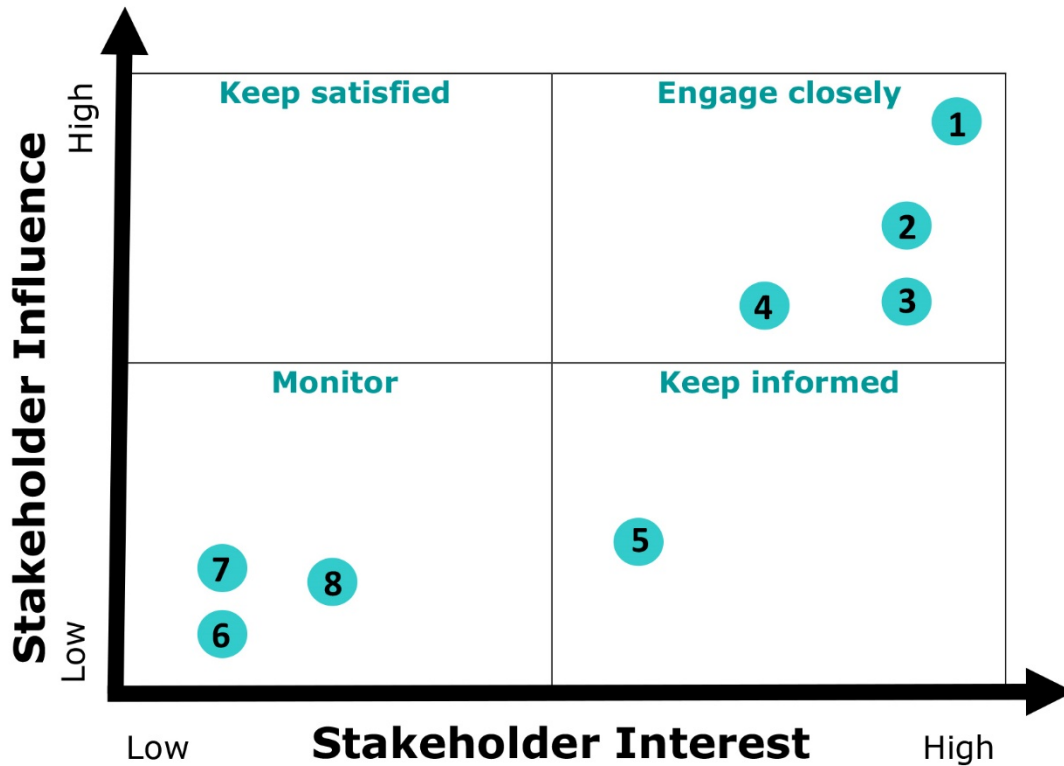 Keep satisfied
Engage closely
1
2
3
4
Monitor
Keep informed
5
7
8
6
Stakeholder Influence
High
Low
Low
Stakeholder Interest
High